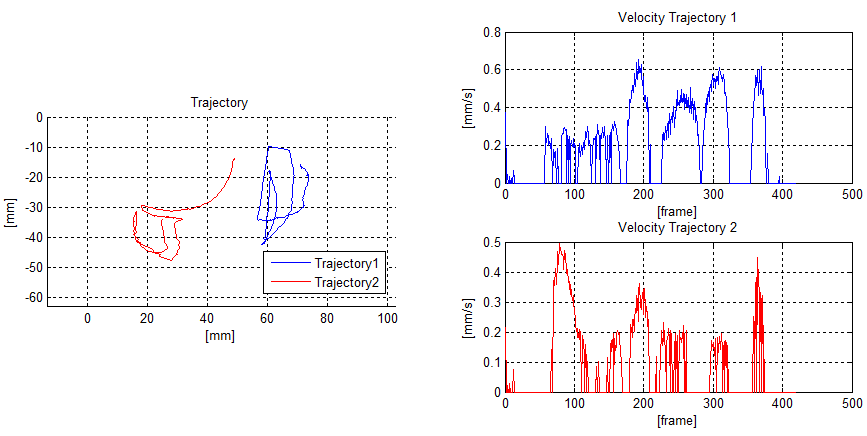 Trajectory
0
-10
-20
-30
-40
-50
-60
[mm]
0 20 40 60 80 100
[mm]
Trajectory1
Trajectory2
Velocity Trajectory 1
0.8
0.6
0.4
0.2
0
[mm/s]
0 100 200 300 400 500
[frame]
Velocity Trajectory 2
0.5
0.4
0.3
0.2
0.1
0
[mm/s]
0 100 200 300 400 500
[frame]